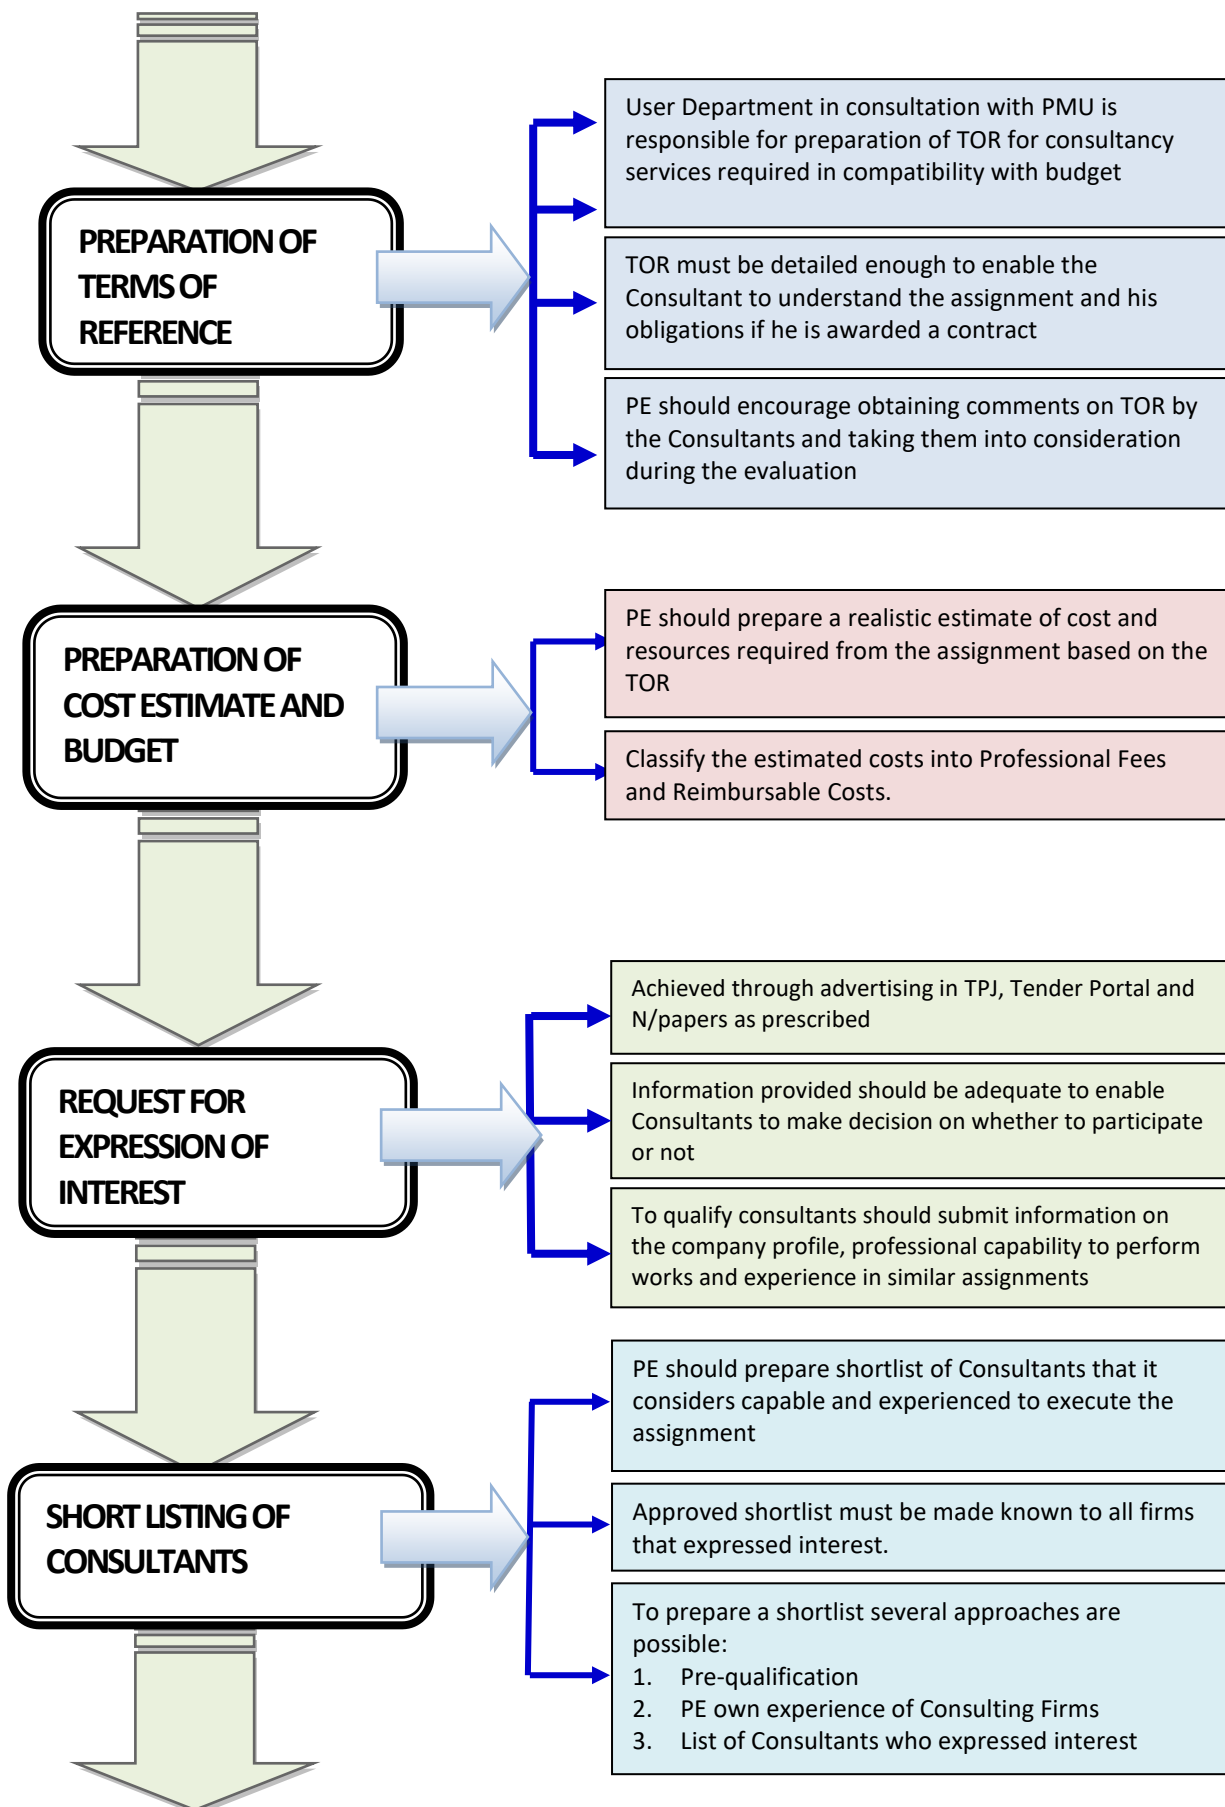 PREPARATION OF
TERMS OF
REFERENCE
User Department in consultation with PMU is
responsible for preparation of TOR for consultancy
services required in compatibility with budget
TOR must be detailed enough to enable the
Consultant to understand the assignment and his
obligations if he is awarded a contract
PE should encourage obtaining comments on TOR by
the Consultants and taking them into consideration
during the evaluation
PREPARATION OF
COST ESTIMATE AND
BUDGET
PE should prepare a realistic estimate of cost and
resources required from the assignment based on the
TOR
Classify the estimated costs into Professional Fees
and Reimbursable Costs.
REQUEST FOR
EXPRESSION OF
INTEREST
Achieved through advertising in TPJ, Tender Portal and
N/papers as prescribed
Information provided should be adequate to enable
Consultants to make decision on whether to participate
or not
To qualify consultants should submit information on
the company profile, professional capability to perform
works and experience in similar assignments
SHORT LISTING OF
CONSULTANTS
PE should prepare shortlist of Consultants that it
considers capable and experienced to execute the
assignment
Approved shortlist must be made known to all firms
that expressed interest.
To prepare a shortlist several approaches are
possible:
1. Pre-qualification
2. PE own experience of Consulting Firms
3. List of Consultants who expressed interest